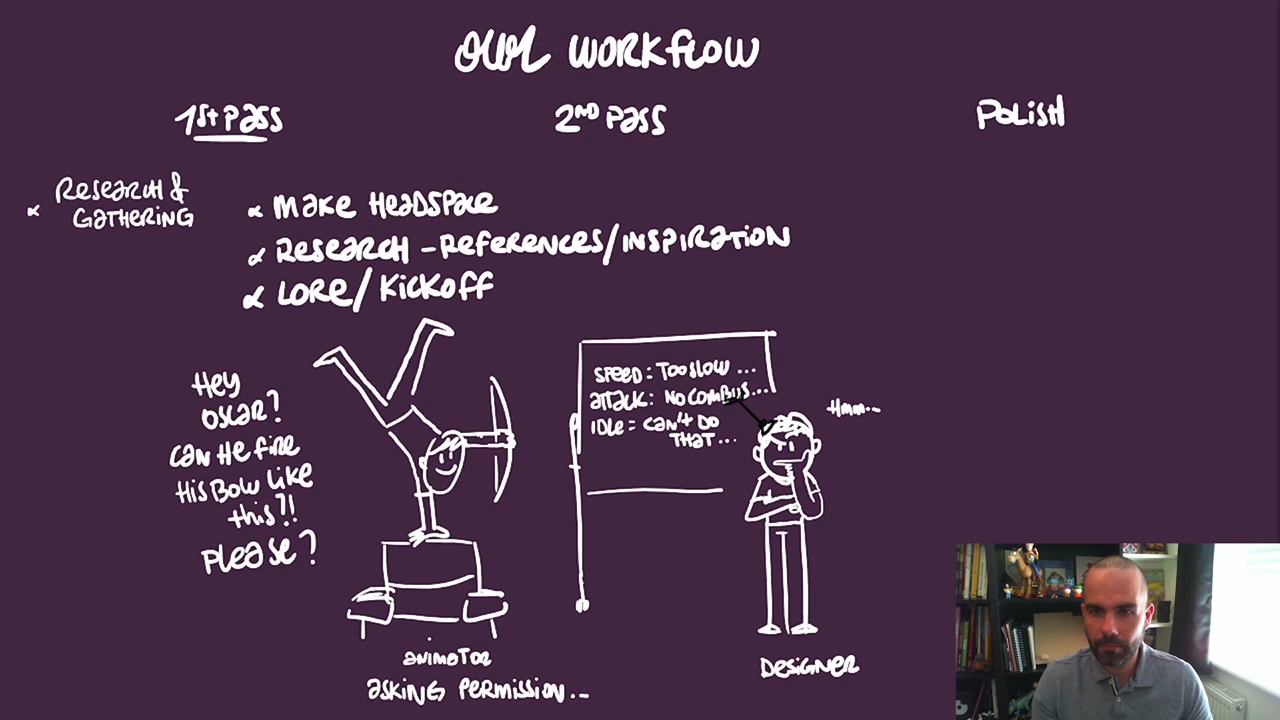 OUR WORKFLOW
1st PASS
2ND PASS
POLISH
RESEARCH &
GATHERING
MAKE HEADSPACE
RESEARCH - REFERENCES/INSPIRATION
LORE/KICKOFF
HEY
OSCAR?
CAN HE FIRE
HIS BOW LIKE
THIS?!
PLEASE?
SPEED: TOO SLOW ...
ATTACK: NO COMBUS...
IDLE = CAN'T DO
THAT...
Hmm...
ANIMATOR
ASKING PERMISSION...
DESIGNER